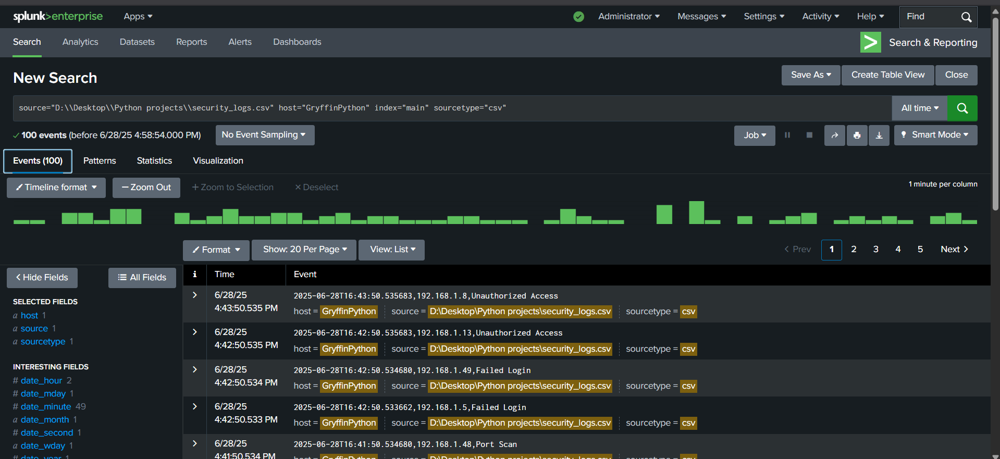 splunk>enterprise Apps Administrator Messages Settings Activity Help Find
Search Analytics Datasets Reports Alerts Dashboards > Search & Reporting
New Search Save As Create Table View Close
source="D:\\Desktop\\Python projects\\security_logs.csv" host="GryffinPython" index="main" sourcetype="csv" All time
100 events (before 6/28/25 4:58:54.000 PM) No Event Sampling Job Smart Mode
Events (100) Patterns Statistics Visualization
Timeline format — Zoom Out + Zoom to Selection × Deselect 1 minute per column
Format Show: 20 Per Page View: List < Prev 1 2 3 4 5 Next >
< Hide Fields All Fields i Time Event
SELECTED FIELDS
a host 1
a source 1
a sourcetype 1
INTERESTING FIELDS
# date_hour 2
# date_mday 1
# date_minute 49
a date_month 1
# date_second 1
a date_wday 1
# date_year 1
> 6/28/25 2025-06-28T16:43:50.535683,192.168.1.8,Unauthorized Access
4:43:50.535 PM host = GryffinPython source = D:\Desktop\Python projects\security_logs.csv sourcetype = csv
> 6/28/25 2025-06-28T16:42:50.535683,192.168.1.13,Unauthorized Access
4:42:50.535 PM host = GryffinPython source = D:\Desktop\Python projects\security_logs.csv sourcetype = csv
> 6/28/25 2025-06-28T16:42:50.534680,192.168.1.49,Failed Login
4:42:50.534 PM host = GryffinPython source = D:\Desktop\Python projects\security_logs.csv sourcetype = csv
> 6/28/25 2025-06-28T16:42:50.533662,192.168.1.5,Failed Login
4:42:50.533 PM host = GryffinPython source = D:\Desktop\Python projects\security_logs.csv sourcetype = csv
> 6/28/25 2025-06-28T16:41:50.534680,192.168.1.48,Port Scan
4:41:50.534 PM host = GryffinPython source = D:\Desktop\Python projects\security_logs.csv sourcetype = csv